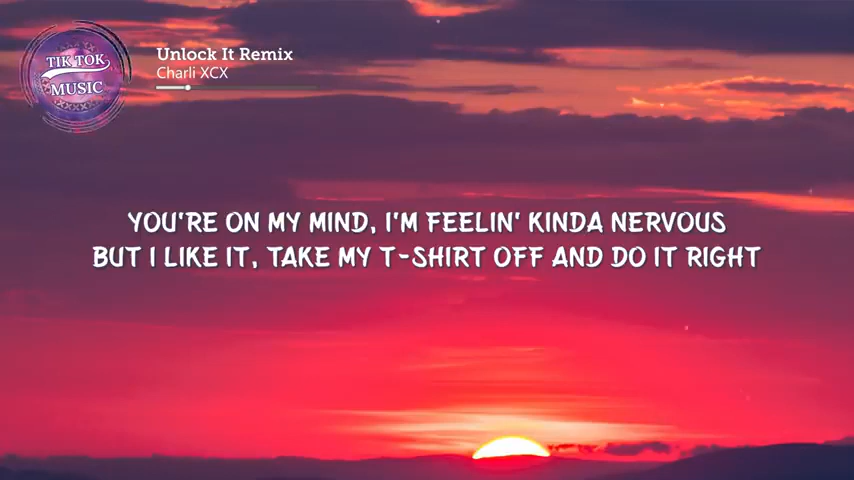 TIK TOK
MUSIC
Unlock It Remix
Charli XCX
YOU'RE ON MY MIND, I'M FEELIN' KINDA NERVOUS
BUT I LIKE IT, TAKE MY T-SHIRT OFF AND DO IT RIGHT